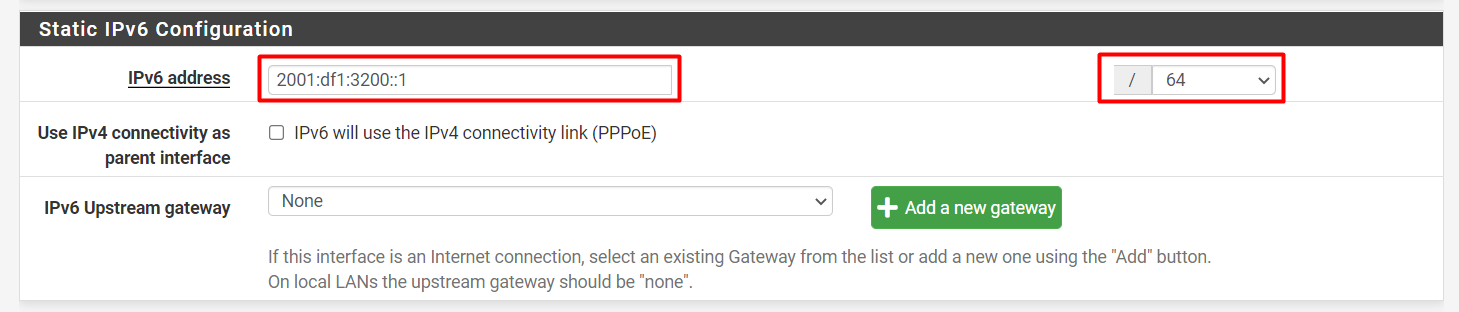 Static IPv6 Configuration
IPv6 address
2001:df1:3200::1
/ 64
Use IPv4 connectivity as
parent interface
IPv6 will use the IPv4 connectivity link (PPPoE)
IPv6 Upstream gateway
None
Add a new gateway
If this interface is an Internet connection, select an existing Gateway from the list or add a new one using the "Add" button.
On local LANs the upstream gateway should be "none".